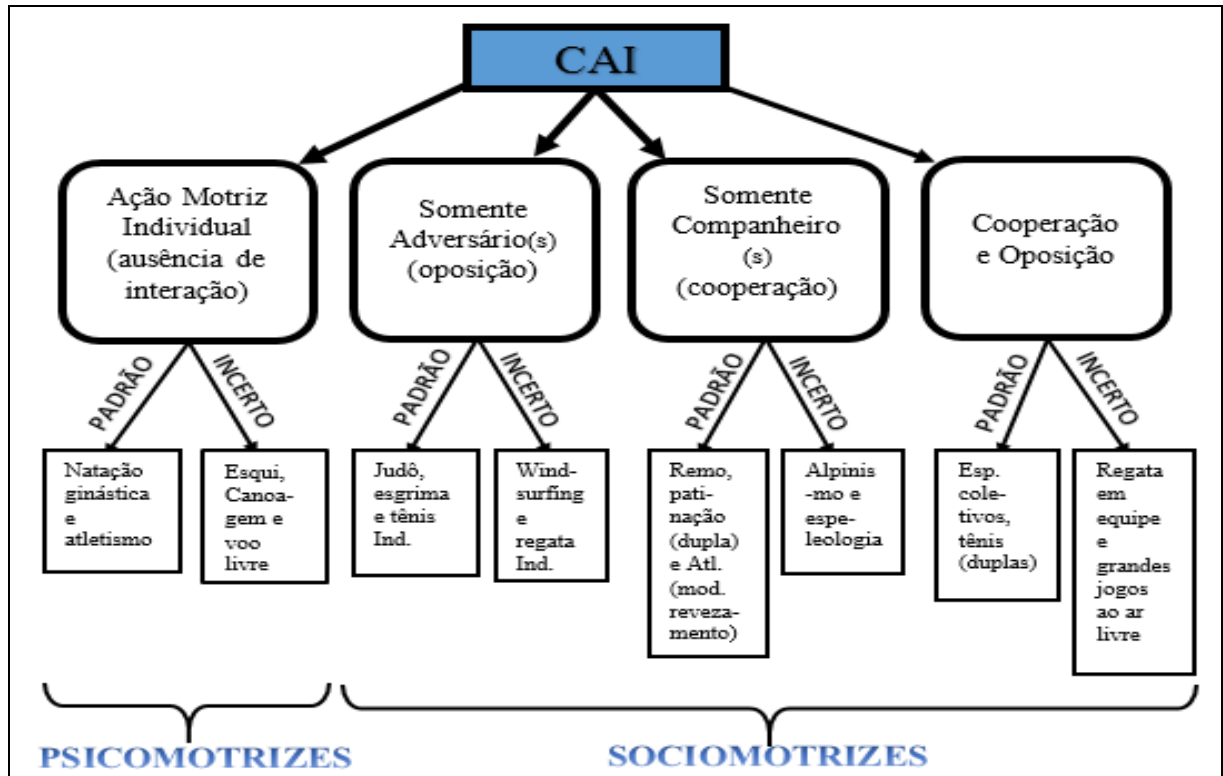 CAI
Ação Motriz
Individual
(ausência de
interação)
Somente
Adversário(s)
(oposição)
Somente
Companheiro
(s)
(cooperação)
Cooperação
e Oposição
PADRÃO
INCERTO
PADRÃO
INCERTO
PADRÃO
INCERTO
PADRÃO
INCERTO
Natação
ginástica
e
atletismo
Esqui,
Canoa-
gem e
voo
livre
Judô,
esgrima
e tênis
Ind.
Wind-
surfing
e
regata
Ind.
Remo,
pati-
nação
(dupla)
e Atl.
(mod.
reveza-
mento)
Alpinis
-mo e
espe-
leologia
Esp.
cole-
tivos,
tênis
(duplas)
Regata
em
equipe
e
grandes
jogos
ao ar
livre
PSICOMOTRIZES
SOCIOMOTRIZES